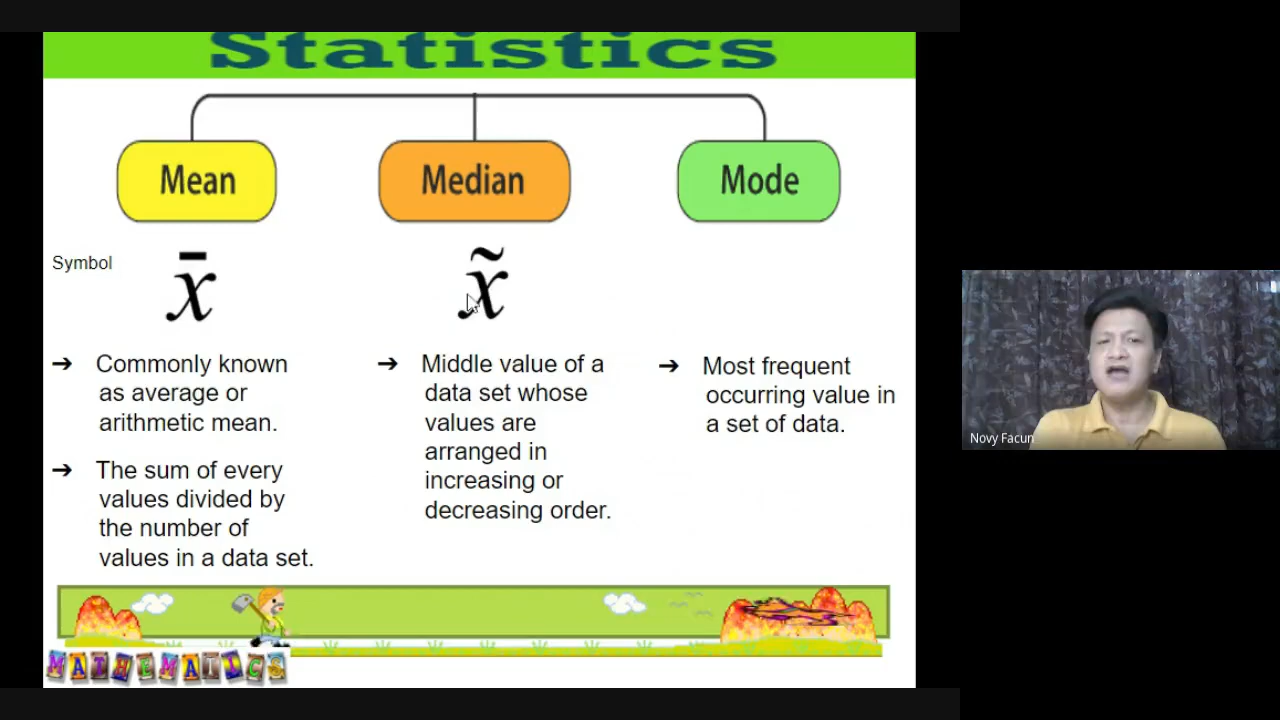 Statistics
Mean
Median
Mode
Symbol
x̄
x̃
➔ Commonly known
as average or
arithmetic mean.
➔ The sum of every
values divided by
the number of
values in a data set.
➔ Middle value of a
data set whose
values are
arranged in
increasing or
decreasing order.
➔ Most frequent
occurring value in
a set of data.
MATHEMATICS
Novy Facun